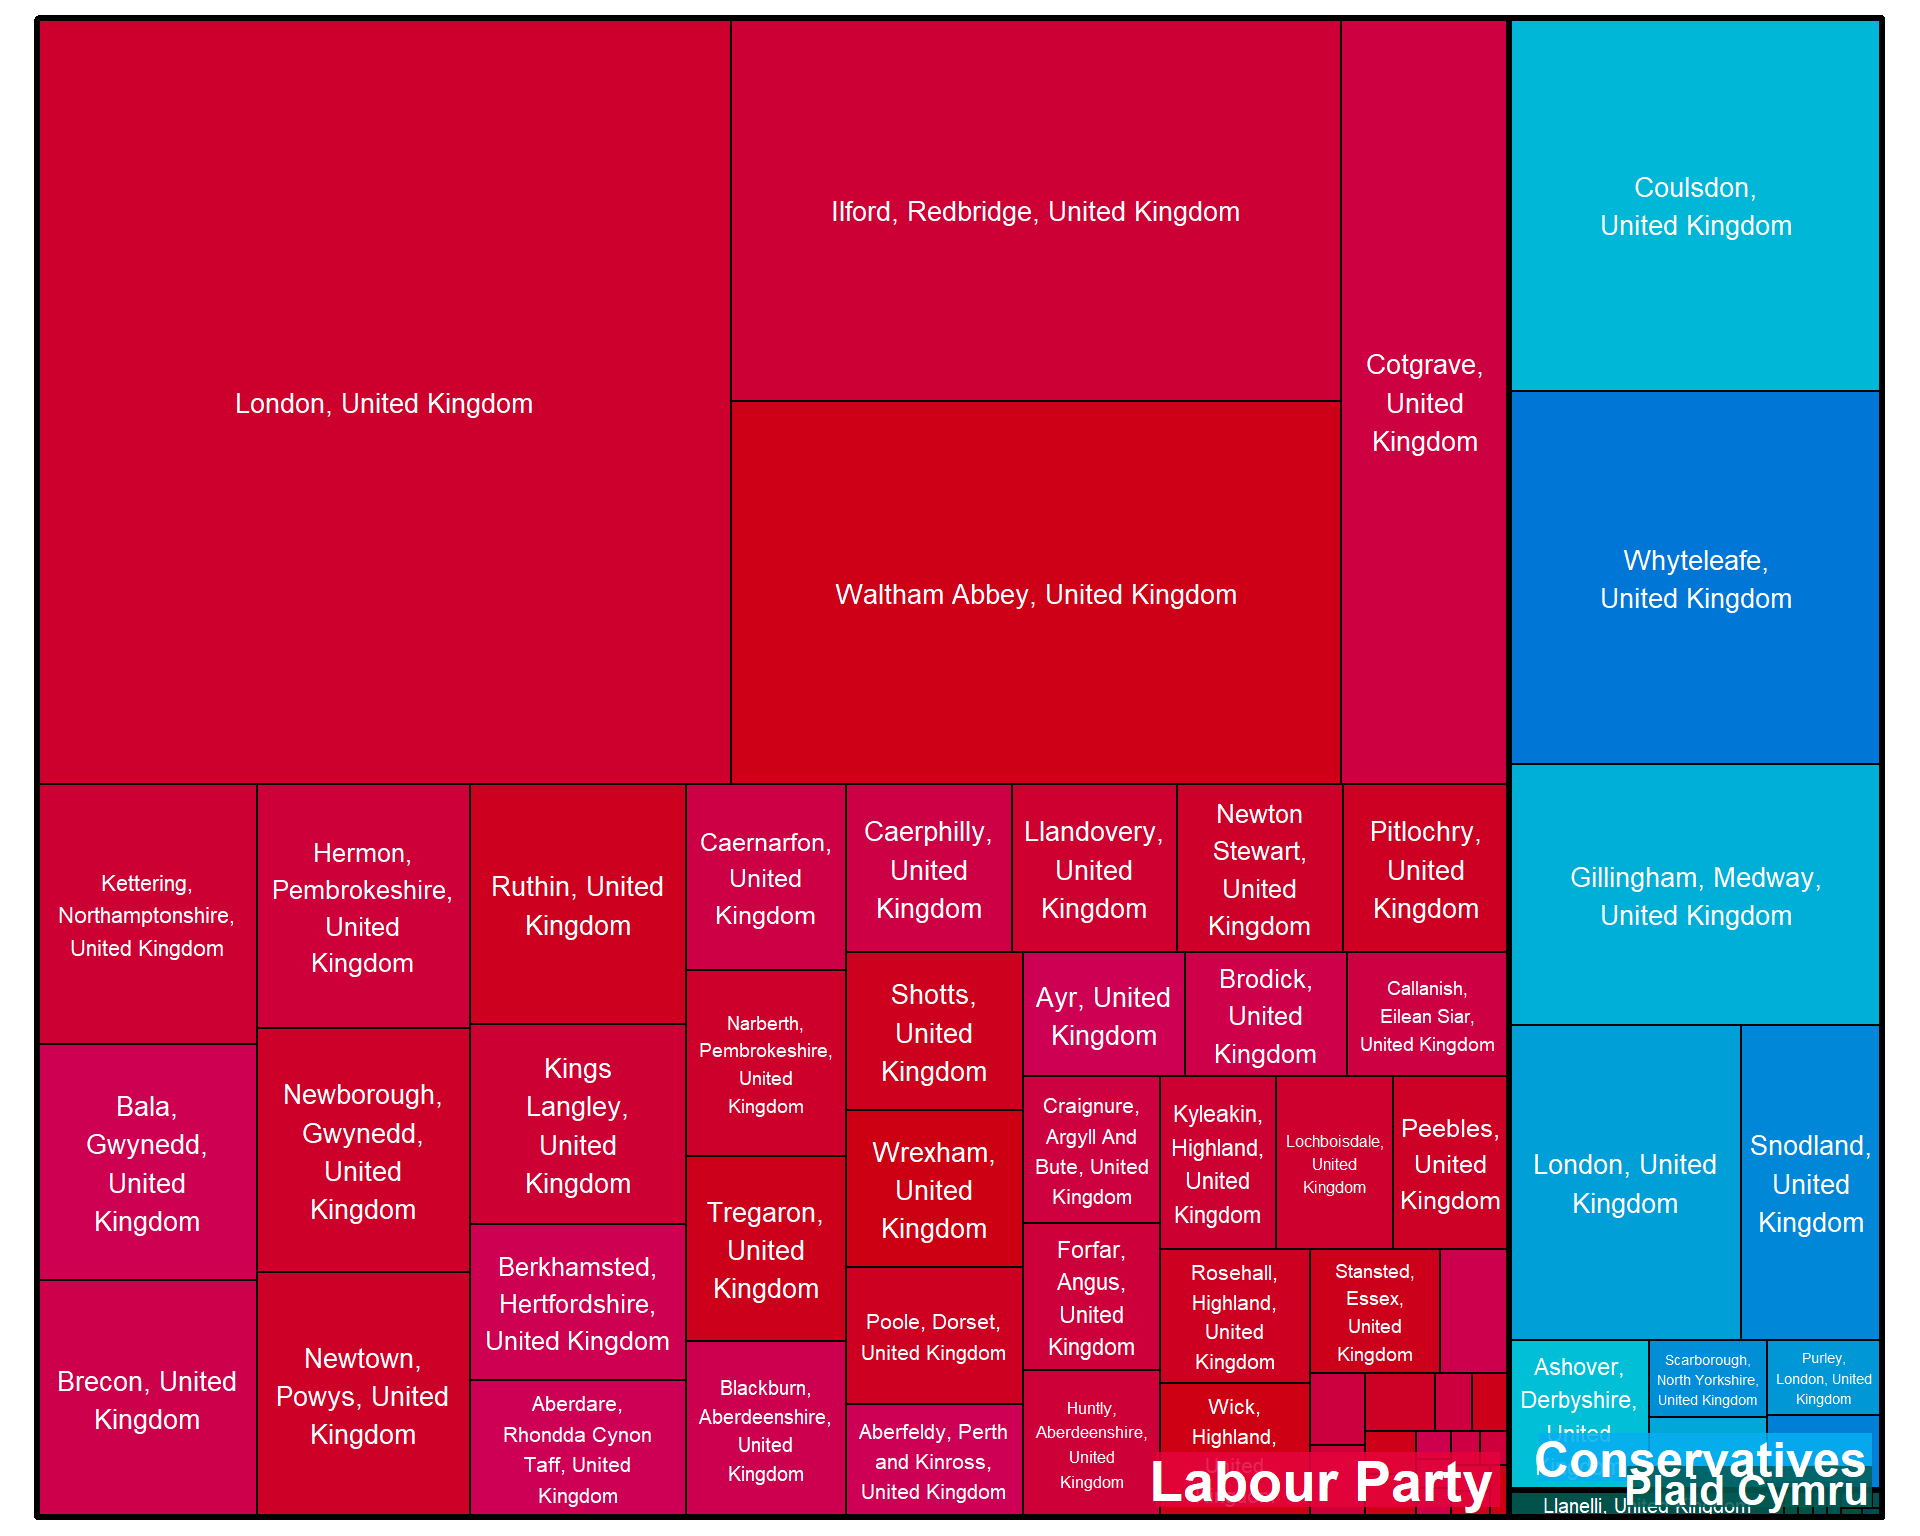 London, United Kingdom
Ilford, Redbridge, United Kingdom
Waltham Abbey, United Kingdom
Cotgrave,
United
Kingdom
Kettering,
Northamptonshire,
United Kingdom
Bala,
Gwynedd,
United
Kingdom
Brecon, United
Kingdom
Hermon,
Pembrokeshire,
United
Kingdom
Newborough,
Gwynedd,
United
Kingdom
Newtown,
Powys, United
Kingdom
Ruthin, United
Kingdom
Kings
Langley,
United
Kingdom
Berkhamsted,
Hertfordshire,
United Kingdom
Aberdare,
Rhondda Cynon
Taff, United
Kingdom
Caernarfon,
United
Kingdom
Narberth,
Pembrokeshire,
United
Kingdom
Tregaron,
United
Kingdom
Blackburn,
Aberdeenshire,
United
Kingdom
Caerphilly,
United
Kingdom
Llandovery,
United
Kingdom
Newton
Stewart,
United
Kingdom
Pitlochry,
United
Kingdom
Shotts,
United
Kingdom
Wrexham,
United
Kingdom
Poole, Dorset,
United Kingdom
Aberfeldy, Perth
and Kinross,
United Kingdom
Ayr, United
Kingdom
Brodick,
United
Kingdom
Callanish,
Eilean Siar,
United Kingdom
Craignure,
Argyll And
Bute, United
Kingdom
Forfar,
Angus,
United
Kingdom
Huntly,
Aberdeenshire,
United
Kingdom
Kyleakin,
Highland,
United
Kingdom
Lochboisdale,
United
Kingdom
Peebles,
United
Kingdom
Rosehall,
Highland,
United
Kingdom
Stansted,
Essex,
United
Kingdom
Wick,
Highland,
United
Labour Party
Coulsdon,
United Kingdom
Whyteleafe,
United Kingdom
Gillingham, Medway,
United Kingdom
London, United
Kingdom
Snodland,
United
Kingdom
Ashover,
Derbyshire,
United
Scarborough,
North Yorkshire,
United Kingdom
Purley,
London, United
Kingdom
Conservatives
Plaid Cymru
Llanelli, United Kingdom